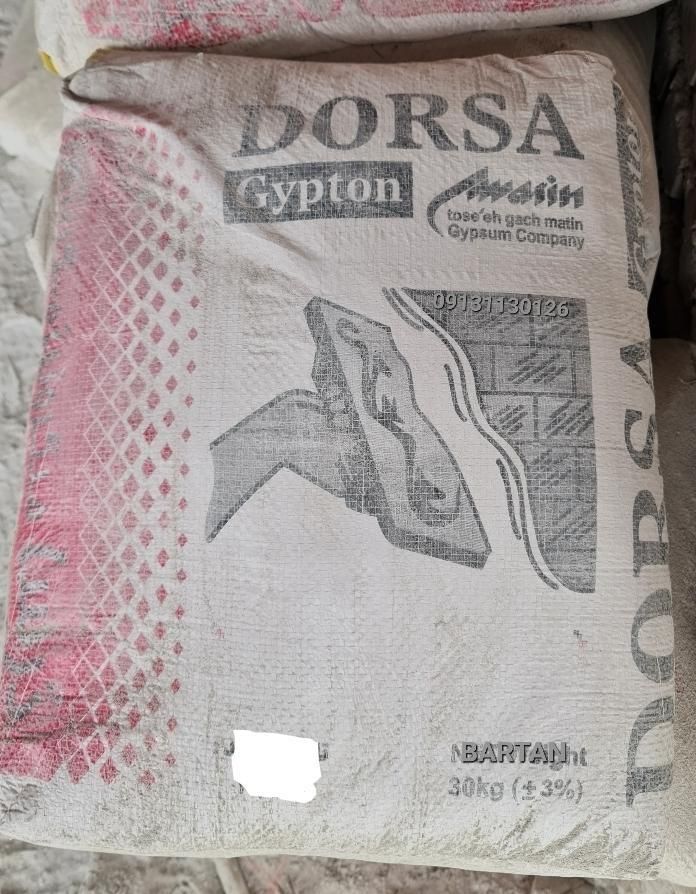 DORSA
Gypton
matin
tose'eh gach matin
Gypsum Company
09131130126
BARTAN
30kg (±3%)
DORSA